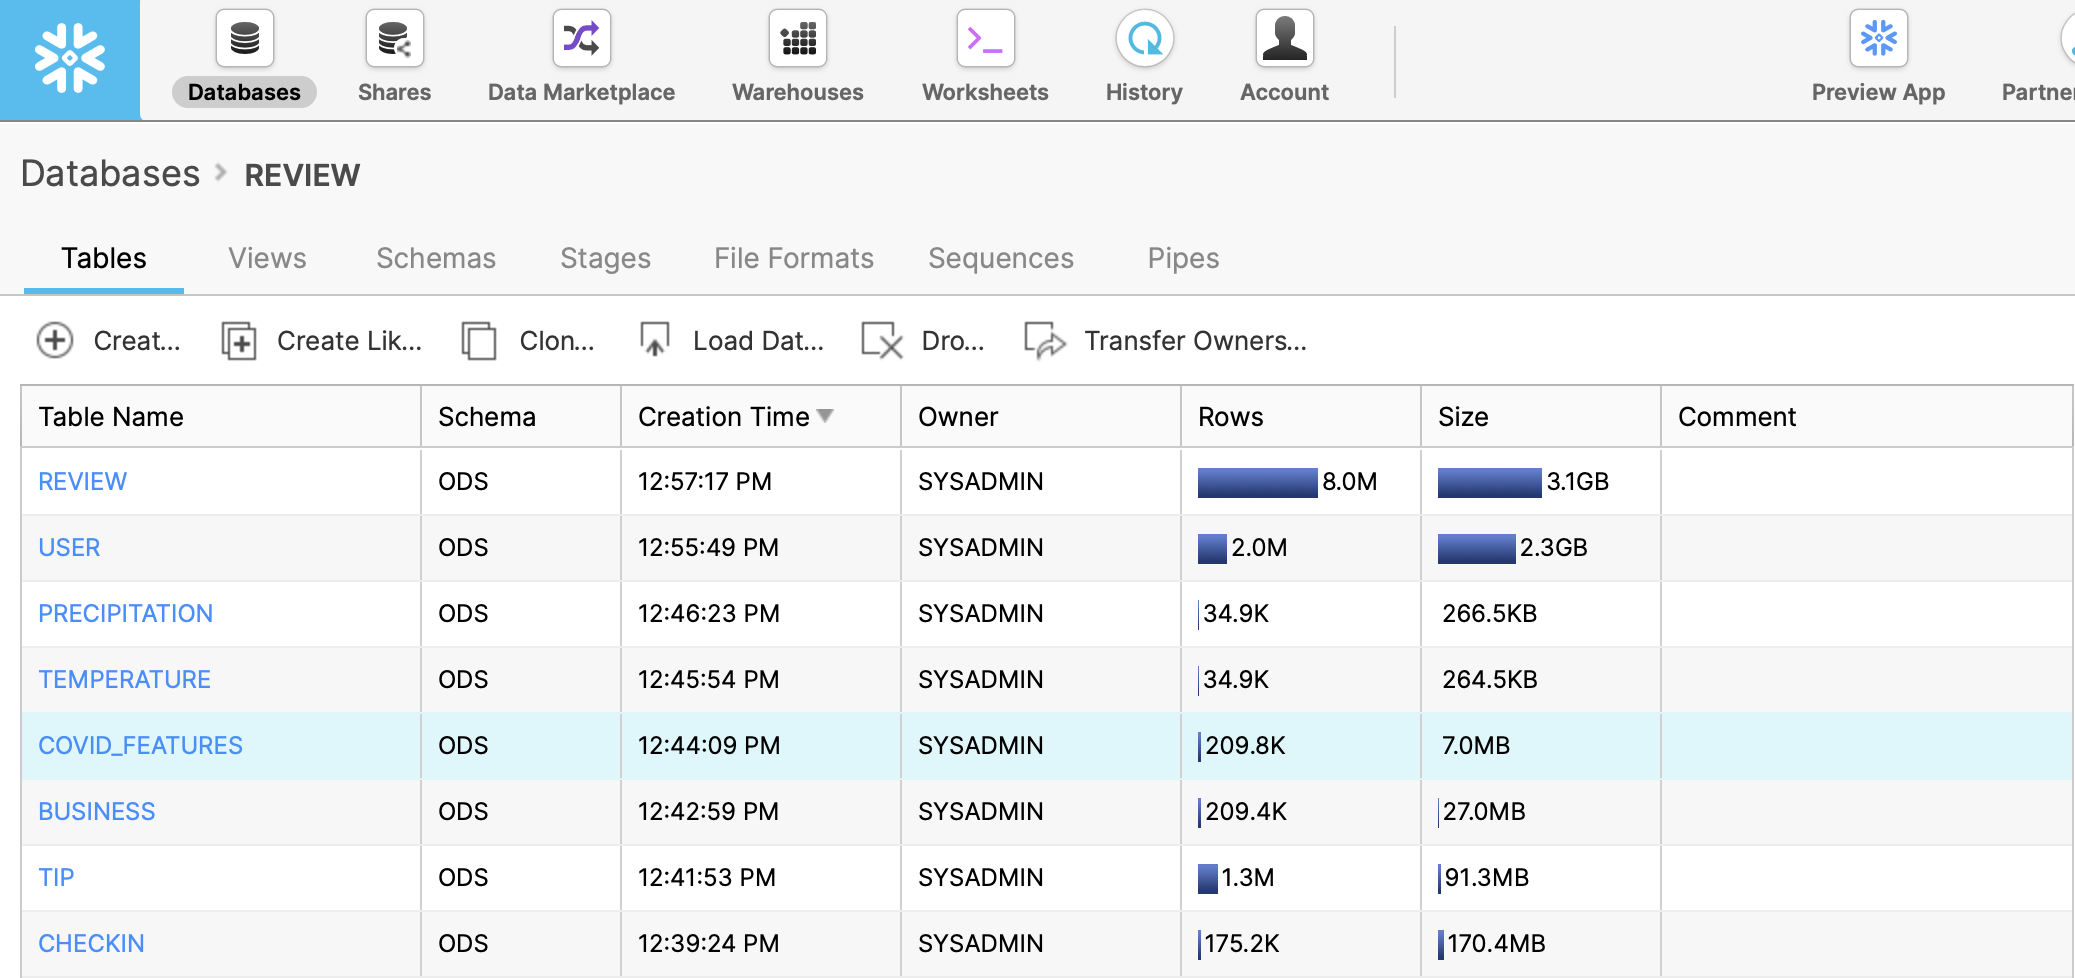 Databases Shares Data Marketplace Warehouses Worksheets History Account Preview App Partne
Databases > REVIEW
Tables Views Schemas Stages File Formats Sequences Pipes
Creat... Create Lik... Clon... Load Dat... Dro... Transfer Owners...
Table Name Schema Creation Time Owner Rows Size Comment
REVIEW ODS 12:57:17 PM SYSADMIN 8.0M 3.1GB
USER ODS 12:55:49 PM SYSADMIN 2.0M 2.3GB
PRECIPITATION ODS 12:46:23 PM SYSADMIN 34.9K 266.5KB
TEMPERATURE ODS 12:45:54 PM SYSADMIN 34.9K 264.5KB
COVID_FEATURES ODS 12:44:09 PM SYSADMIN 209.8K 7.0MB
BUSINESS ODS 12:42:59 PM SYSADMIN 209.4K 27.0MB
TIP ODS 12:41:53 PM SYSADMIN 1.3M 91.3MB
CHECKIN ODS 12:39:24 PM SYSADMIN 175.2K 170.4MB